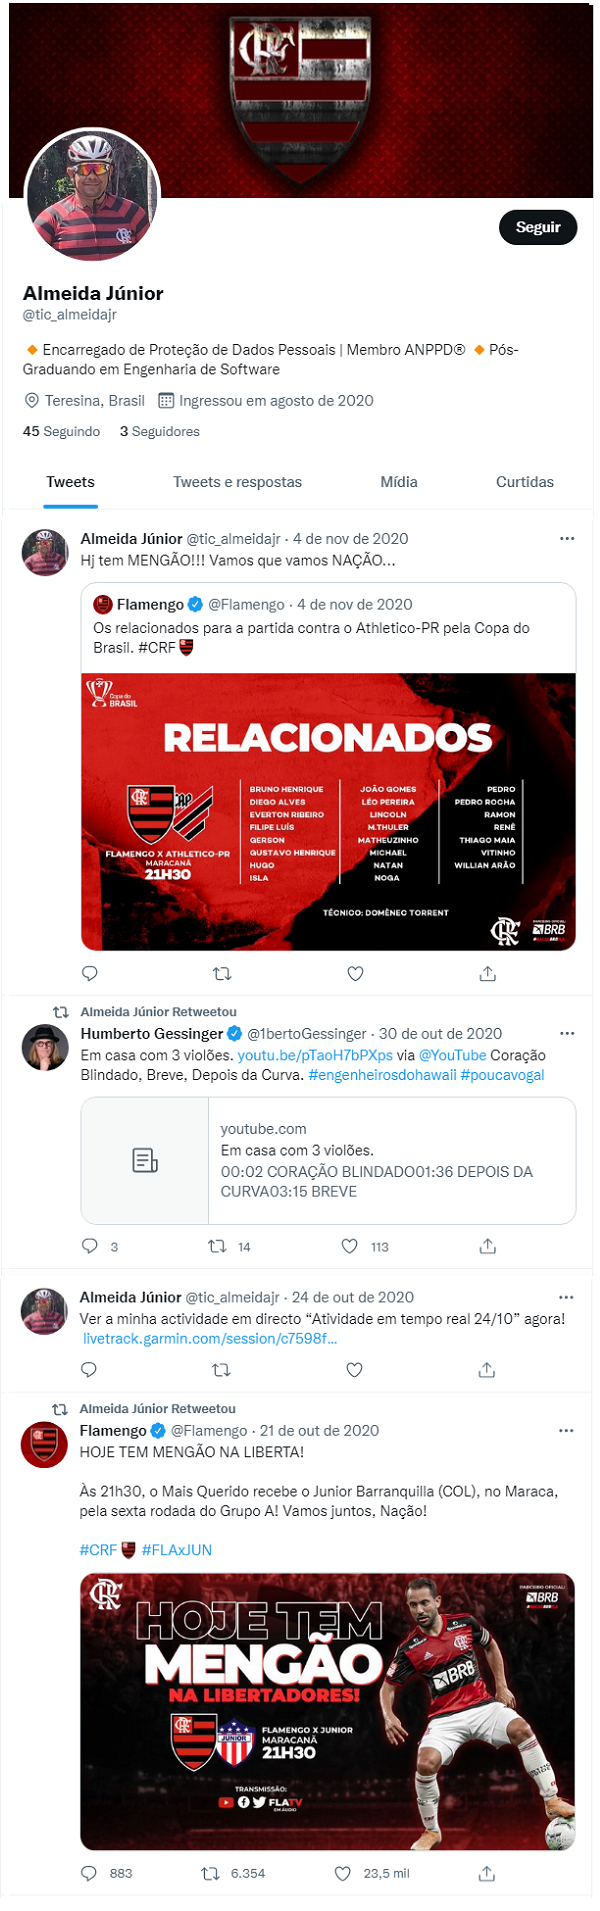 Seguir
Almeida Júnior
@tic_almeidajr
🔸Encarregado de Proteção de Dados Pessoais | Membro ANPPD® 🔸Pós-
Graduando em Engenharia de Software
Teresina, Brasil Ingressou em agosto de 2020
45 Seguindo 3 Seguidores
Tweets Tweets e respostas Mídia Curtidas
Almeida Júnior @tic_almeidajr · 4 de nov de 2020
Hj tem MENGÃO!!! Vamos que vamos NAÇÃO...
Flamengo @Flamengo · 4 de nov de 2020
Os relacionados para a partida contra o Athletico-PR pela Copa do
Brasil. #CRF
Copa do
BRASIL
RELACIONADOS
CAP
FLAMENGO X ATHLETICO-PR
MARACANÃ
21H30
BRUNO HENRIQUE
DIEGO ALVES
EVERTON RIBEIRO
FILIPE LUÍS
GERSON
GUSTAVO HENRIQUE
HUGO
ISLA
JOÃO GOMES
LÉO PEREIRA
LINCOLN
M.THULER
MATHEUZINHO
MICHAEL
NATAN
NOGA
PEDRO
PEDRO ROCHA
RAMON
RENÊ
THIAGO MAIA
VITINHO
WILLIAN ARÃO
TÉCNICO: DOMÈNEC TORRENT
PARCEIRO OFICIAL:
BRB
Almeida Júnior Retweetou
Humberto Gessinger @1bertoGessinger · 30 de out de 2020
Em casa com 3 violões. youtu.be/pTaoH7bPXps via @YouTube Coração
Blindado, Breve, Depois da Curva. #engenheirosdohawaii #poucavogal
youtube.com
Em casa com 3 violões.
00:02 CORAÇÃO BLINDADO01:36 DEPOIS DA
CURVA03:15 BREVE
3 14 113
Almeida Júnior @tic_almeidajr · 24 de out de 2020
Ver a minha actividade em directo “Atividade em tempo real 24/10” agora!
livetrack.garmin.com/session/c7598f...
Almeida Júnior Retweetou
Flamengo @Flamengo · 21 de out de 2020
HOJE TEM MENGÃO NA LIBERTA!
Às 21h30, o Mais Querido recebe o Junior Barranquilla (COL), no Maraca,
pela sexta rodada do Grupo A! Vamos juntos, Nação!
#CRF #FLAxJUN
PARCEIRO OFICIAL:
BRB
HOJE TEM
MENGÃO
NA LIBERTADORES!
JUNIOR
FLAMENGO X JUNIOR
MARACANÃ
21H30
TRANSMISSÃO:
FLATV
EM ÁUDIO
BRB
883 6.354 23,5 mil